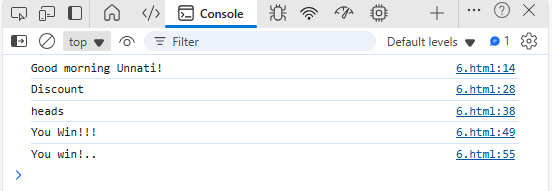 Console
top
Filter
Default levels
1
Good morning Unnati! 6.html:14
Discount 6.html:28
heads 6.html:38
You Win!!! 6.html:49
You win!.. 6.html:55